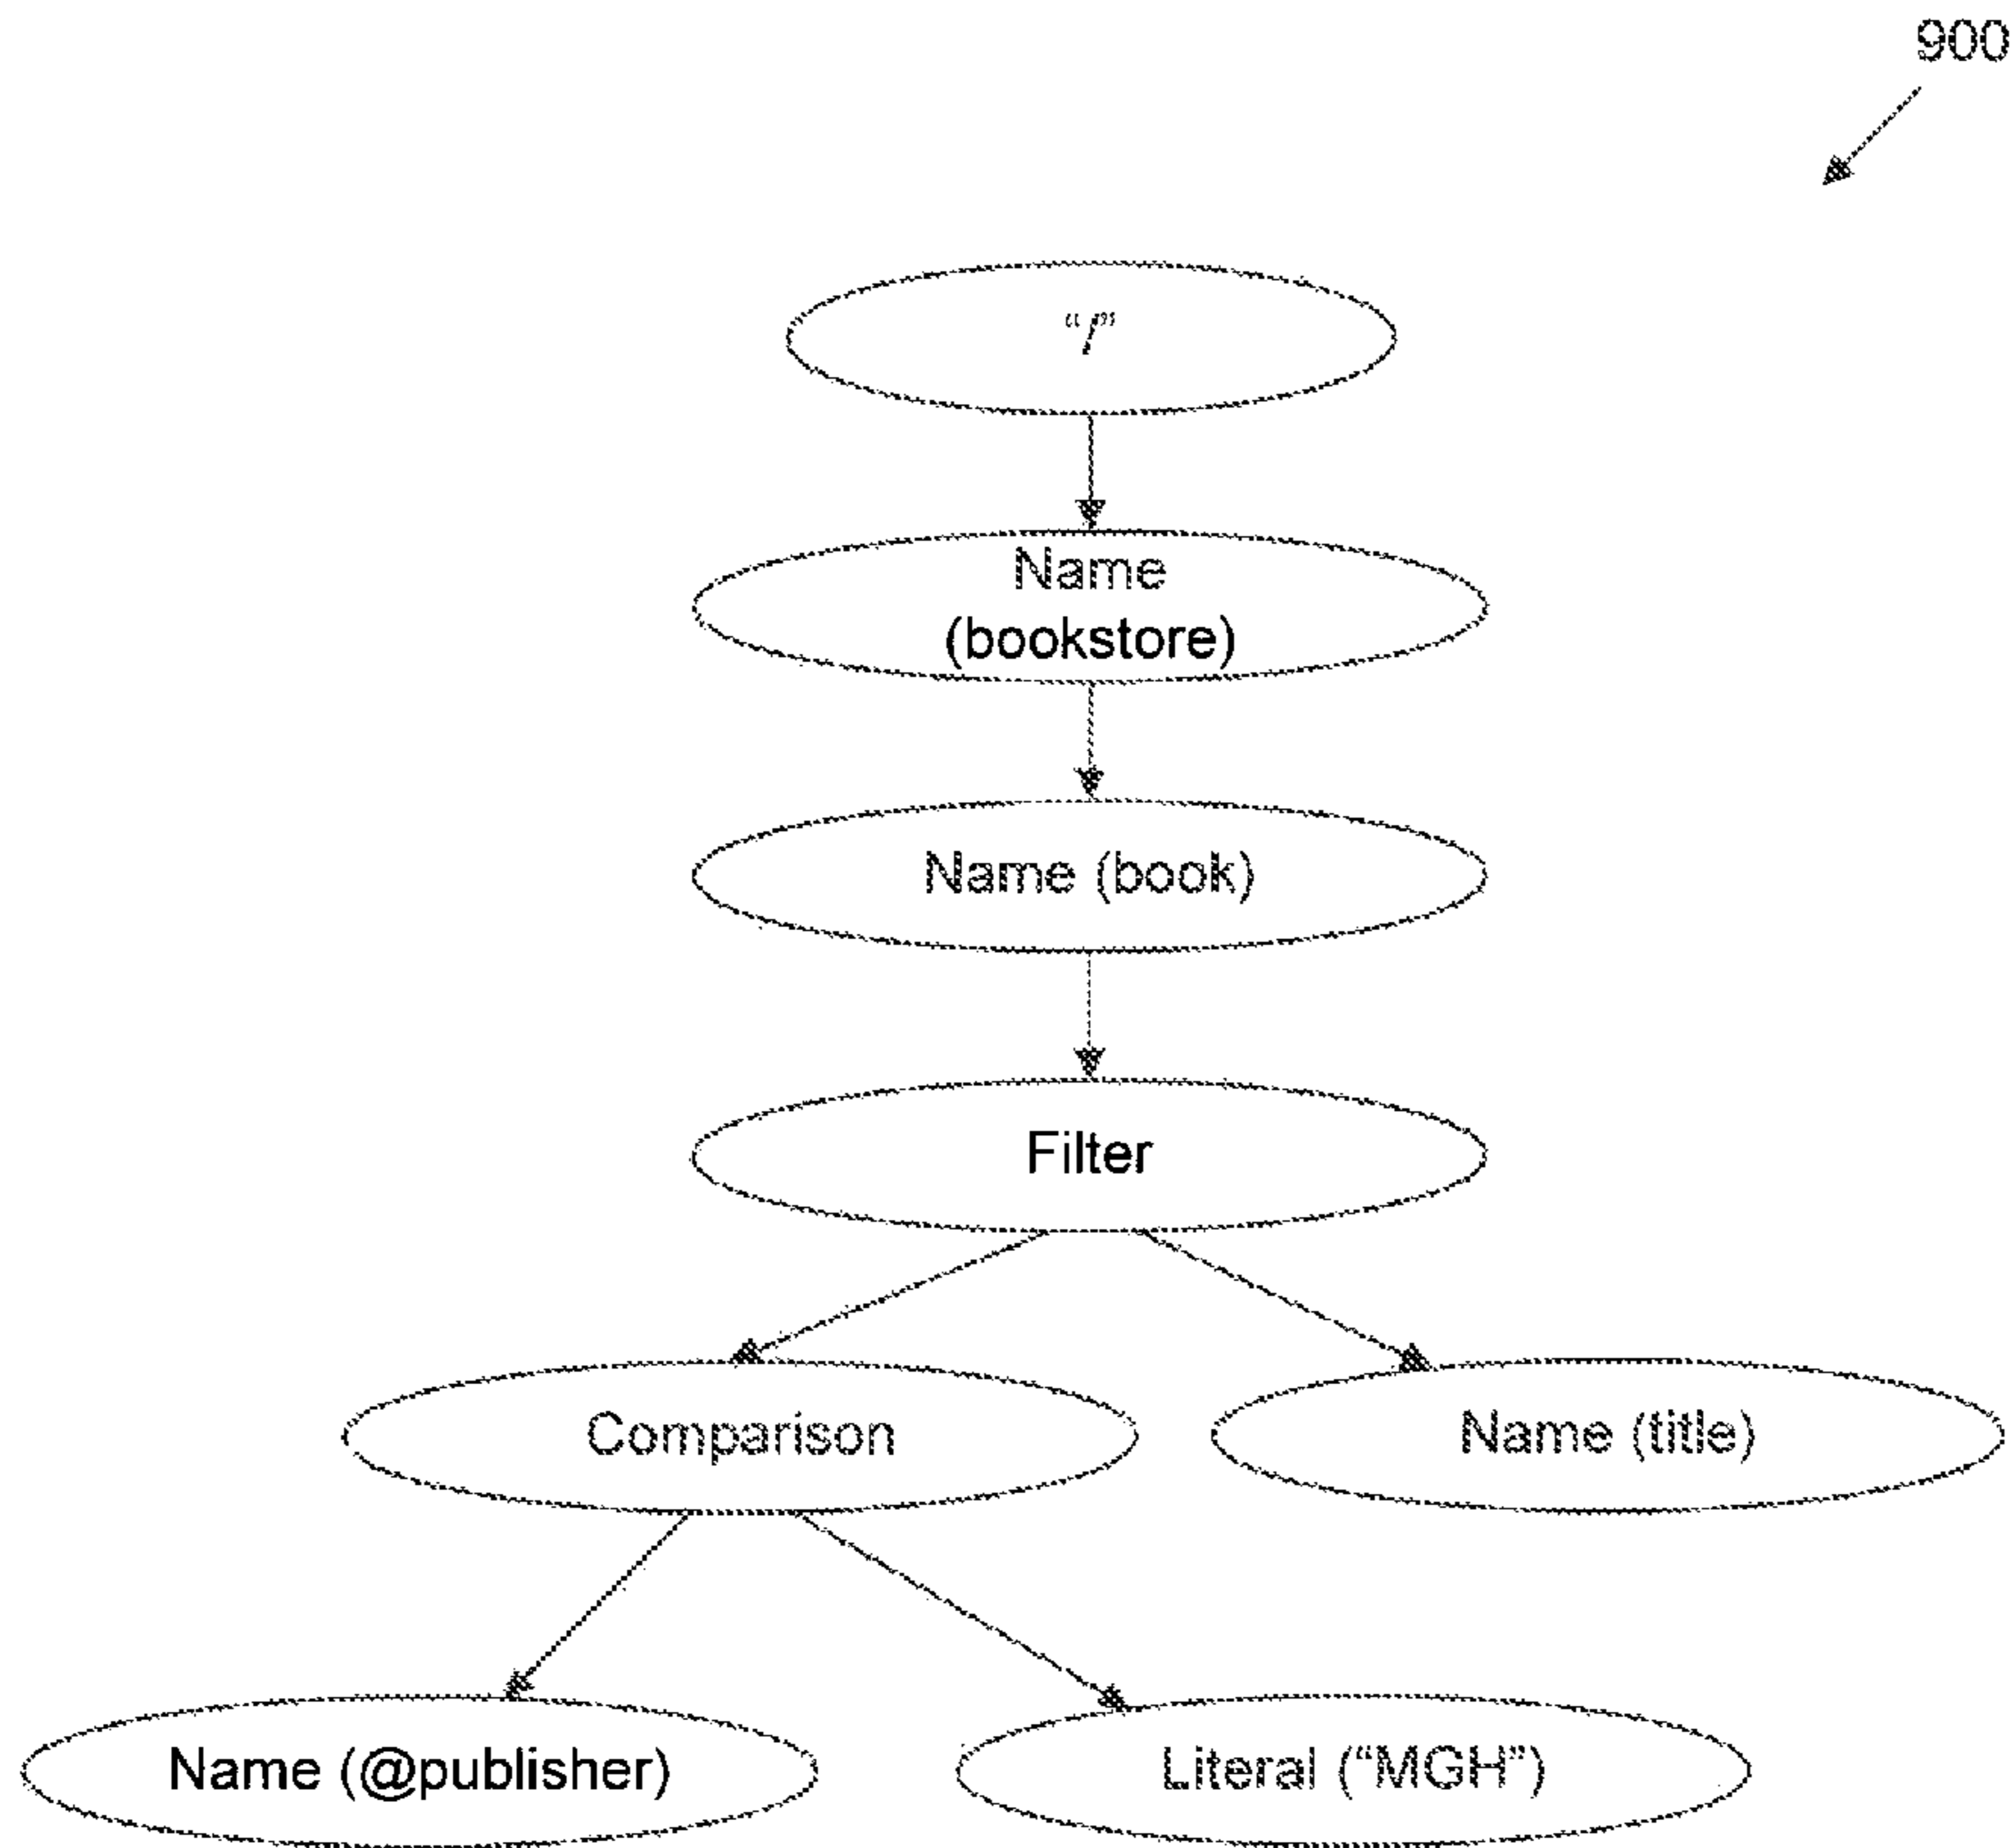 900
“/”
Name
(bookstore)
Name (book)
Filter
Comparison
Name (title)
Name (@publisher)
Literal (“MGH”)